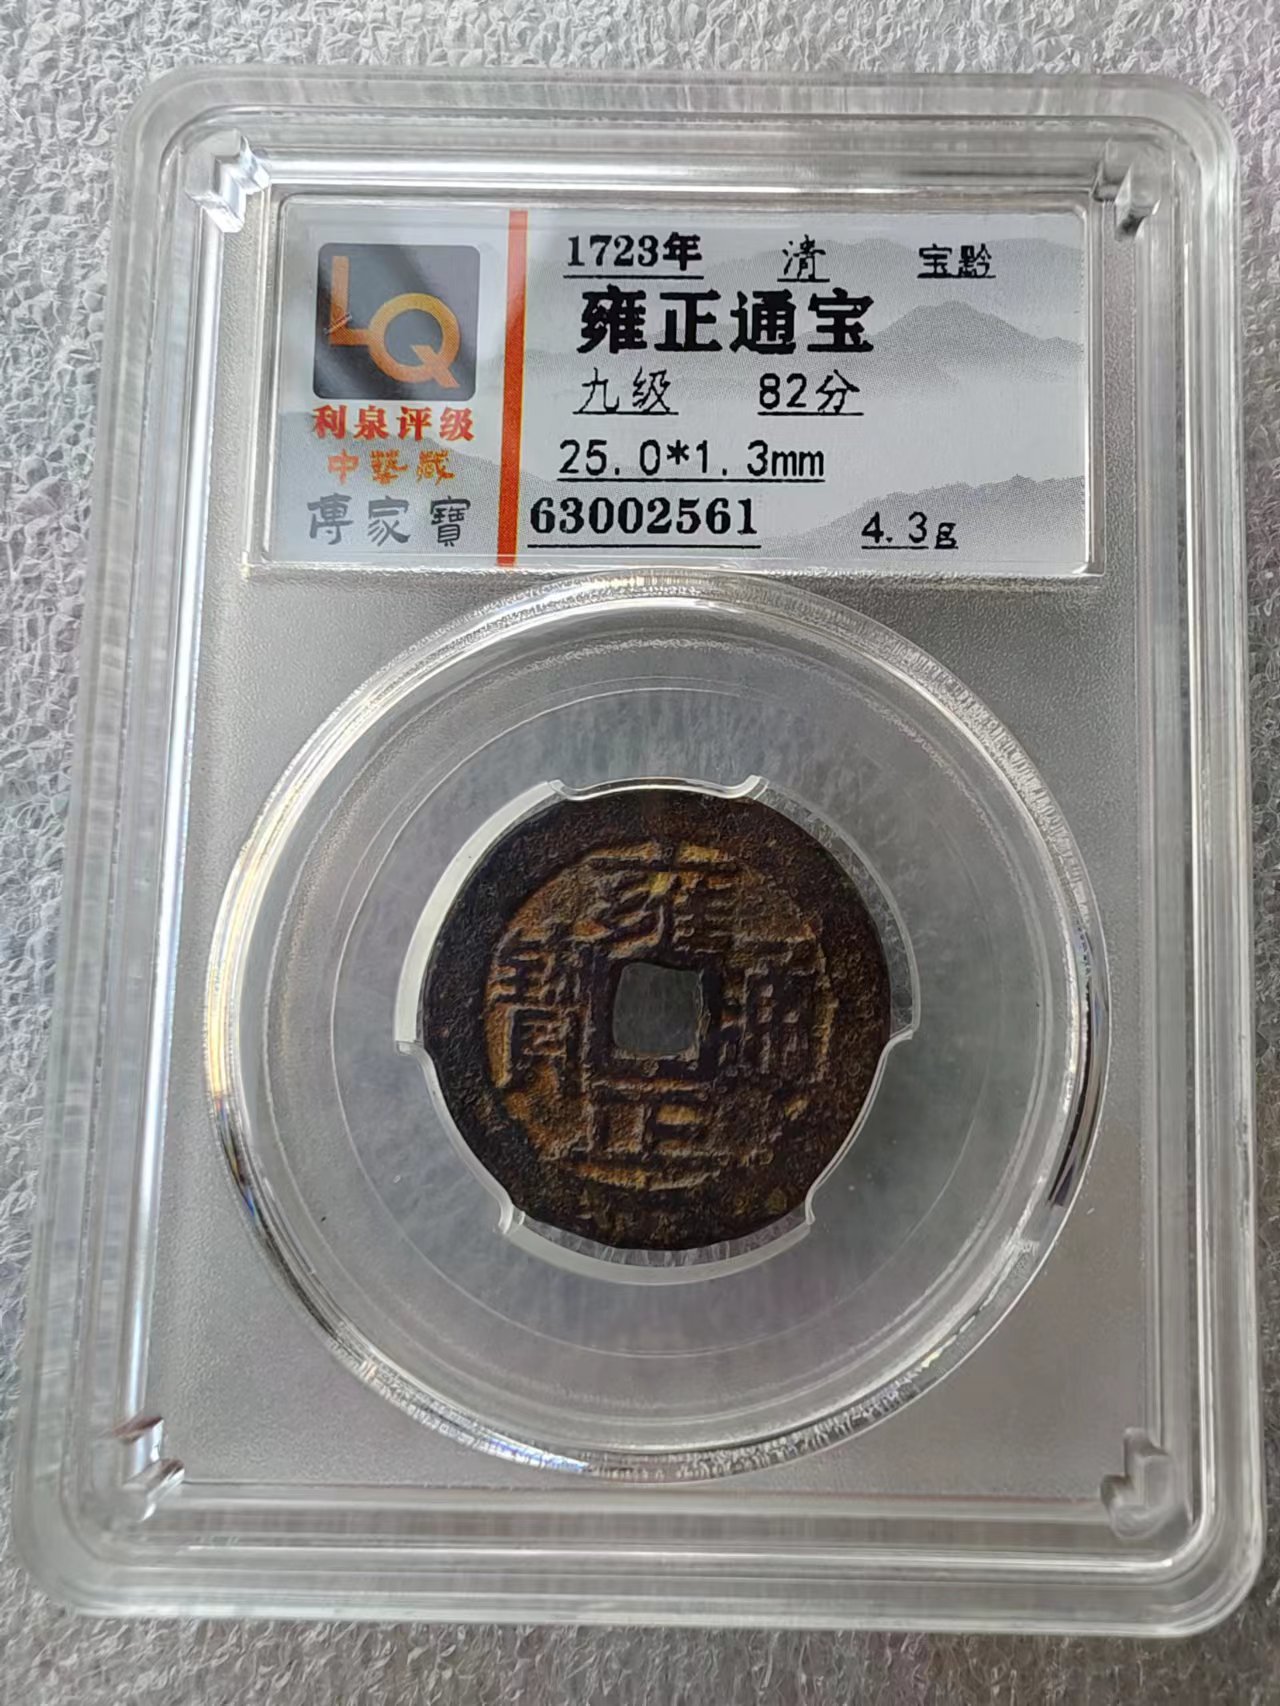 LQ
利泉评级
中藝藏
傳家寶
1723年 清 宝黔
雍正通宝
九级 82分
25.0*1.3mm
63002561 4.3g
雍
寶 通
正